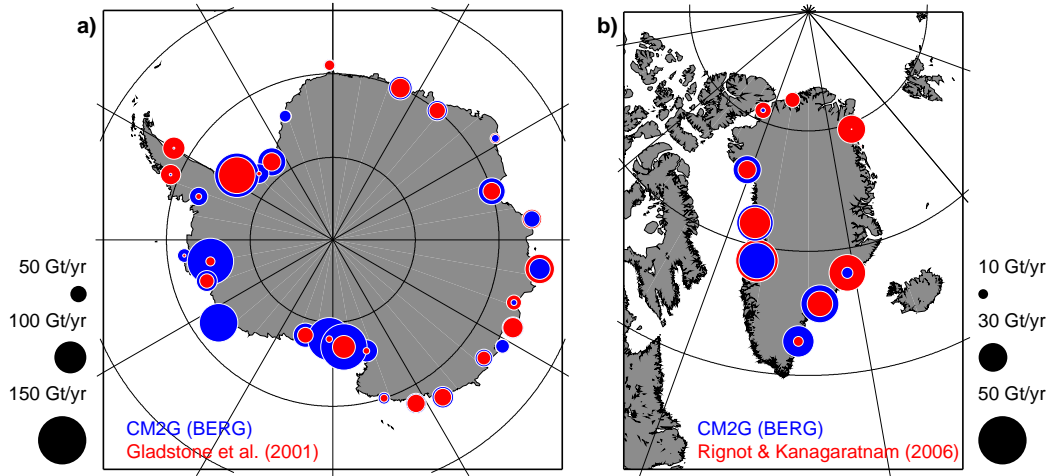 a)
50 Gt/yr
100 Gt/yr
150 Gt/yr
CM2G (BERG)
Gladstone et al. (2001)
b)
10 Gt/yr
30 Gt/yr
50 Gt/yr
CM2G (BERG)
Rignot & Kanagaratnam (2006)